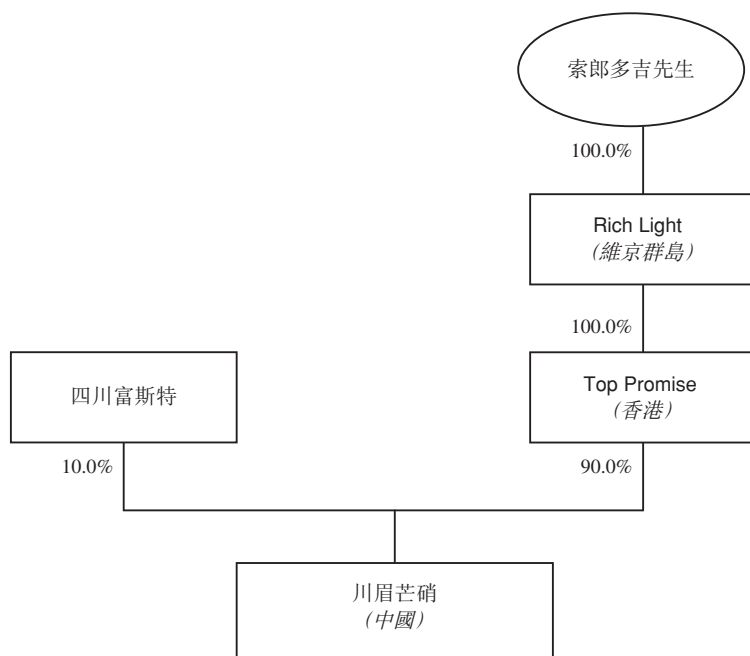 索郎多吉先生
100.0%
Rich Light
（維京群島）
100.0%
四川富斯特
Top Promise
（香港）
10.0%
90.0%
川眉芒硝
（中國）